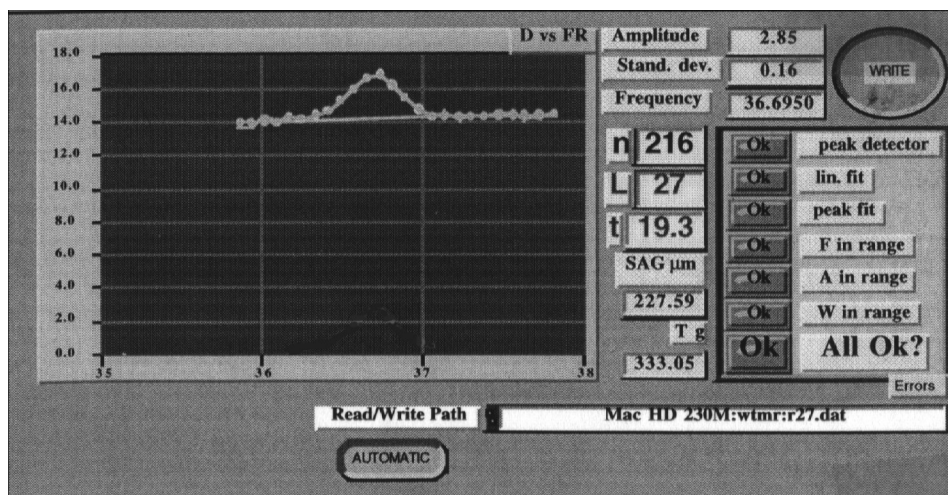 D vs FR
18.0
16.0
14.0
12.0
10.0
8.0
6.0
4.0
2.0
0.0
35 36 37 38
Amplitude 2.85
Stand. dev. 0.16
Frequency 36.6950
WRITE
n 216
L 27
t 19.3
SAG µm
227.59
T g
333.05
Ok peak detector
Ok lin. fit
Ok peak fit
Ok F in range
Ok A in range
Ok W in range
Ok All Ok?
Errors
Read/Write Path Mac HD 230M:wtmr:r27.dat
AUTOMATIC